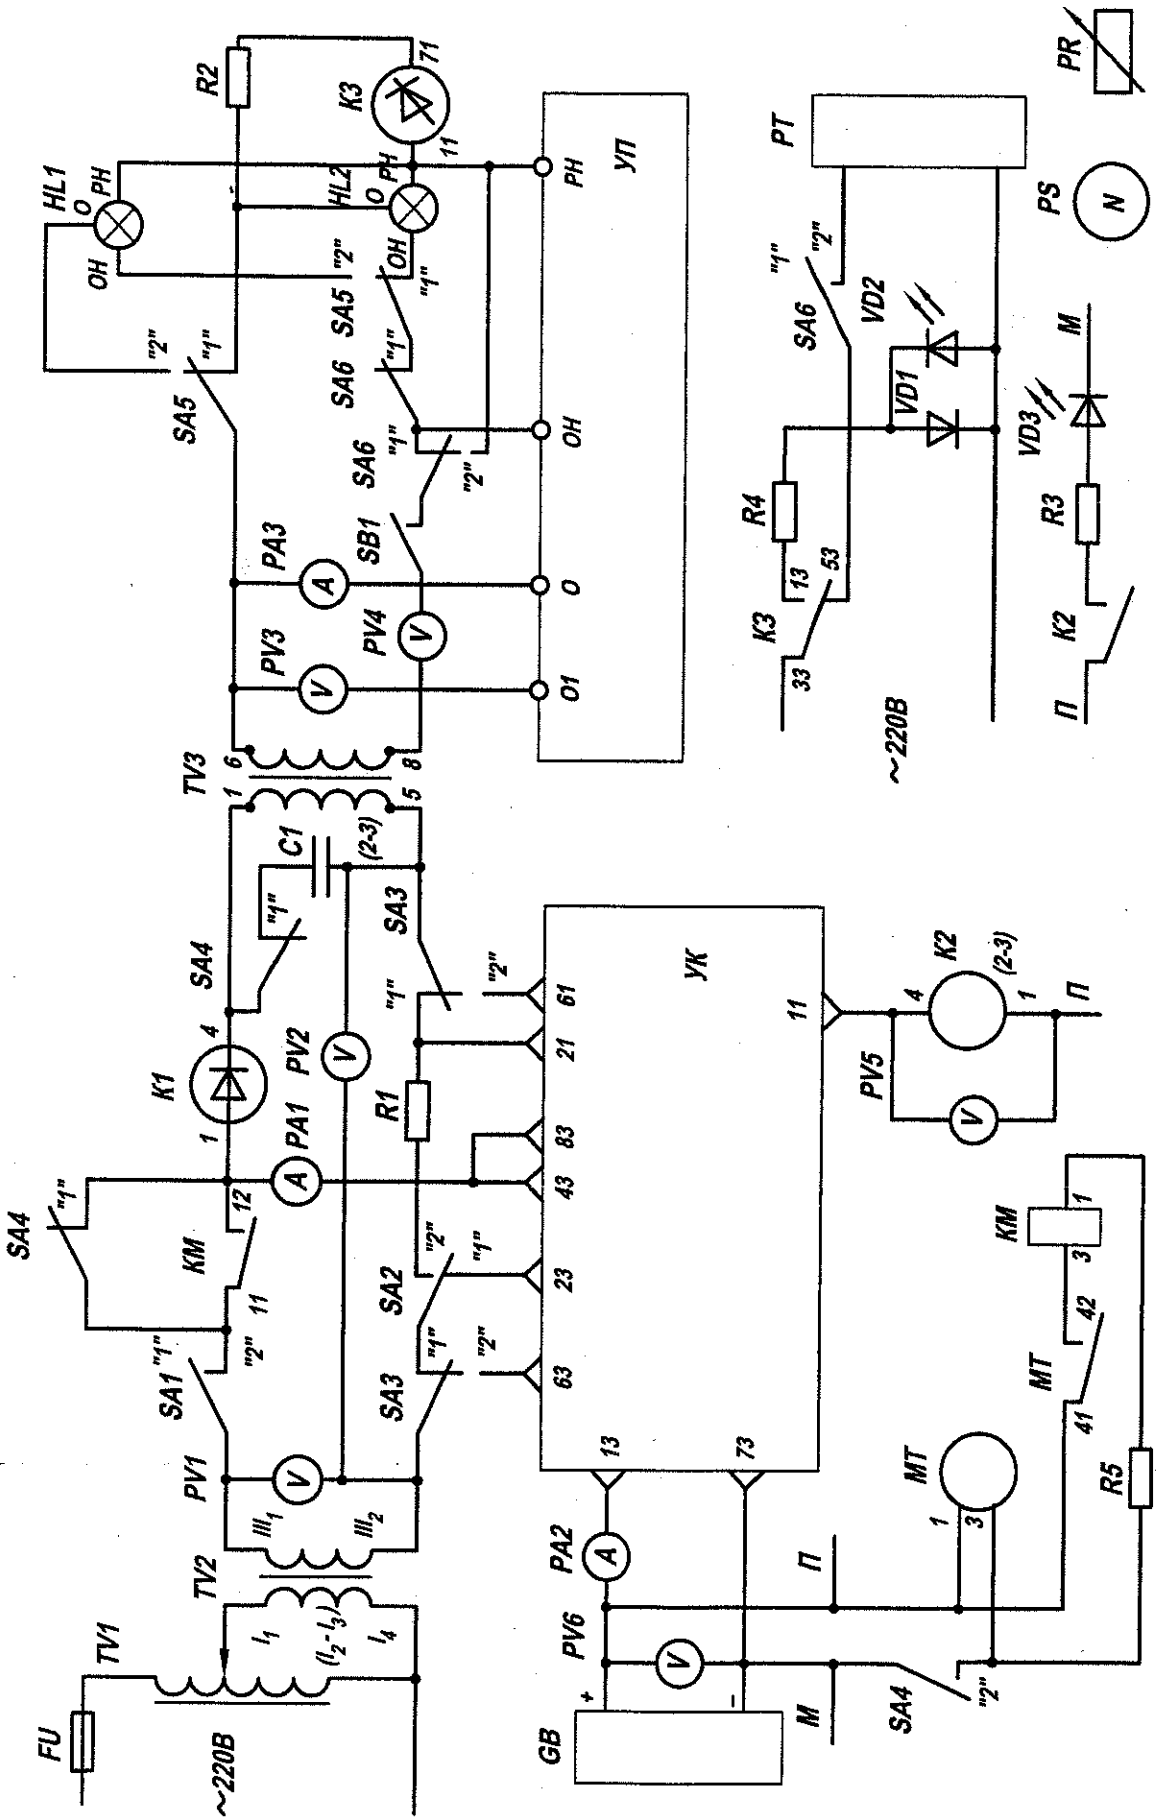 FU
~220В
TV1
TV2
I₁
(I₂-I₃)
I₄
III₁
III₂
PV1
V
SA1
"1"
"2"
SA4
"1"
KM
11
12
K1
1
4
PA1
A
PV2
V
SA4
"1"
C1
(2-3)
TV3
1
5
6
8
SA3
"1"
"2"
SA2
"2"
"1"
R1
SA3
"1"
"2"
63
23
43
83
21
61
УК
13
73
11
PV3
V
PA3
A
PV4
V
SB1
SA5
"2"
"1"
SA6
"1"
"2"
SA6
"1"
SA5
"2"
"1"
HL1
ОН
О
РН
HL2
ОН
О
РН
R2
K3
11
71
О1
О
ОН
РН
УП
GB
+
-
PV6
V
PA2
A
П
М
SA4
"2"
MT
1
3
MT
41
42
KM
3
1
R5
PV5
V
K2
4
1
(2-3)
П
~220В
K3
33
13
53
R4
SA6
"1"
"2"
VD1
VD2
PT
П
K2
R3
VD3
М
PS
N
PR